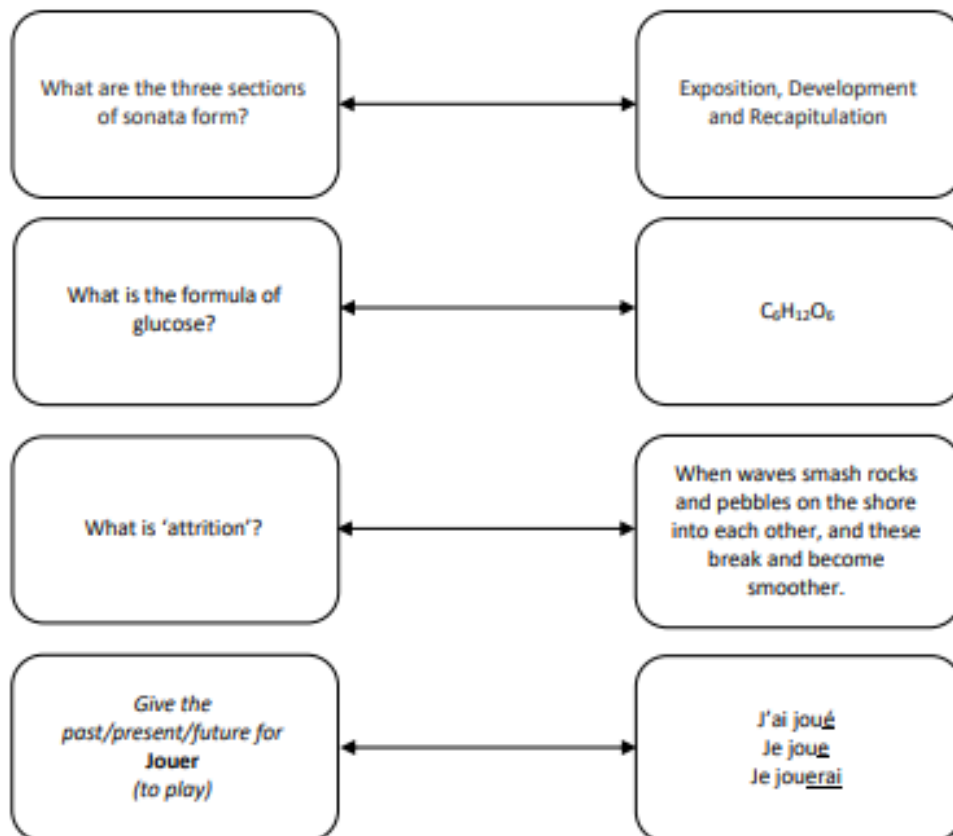 What are the three sections
of sonata form?
Exposition, Development
and Recapitulation
What is the formula of
glucose?
C₆H₁₂O₆
What is ‘attrition’?
When waves smash rocks
and pebbles on the shore
into each other, and these
break and become
smoother.
Give the
past/present/future for
Jouer
(to play)
J’ai joué
Je joue
Je jouerai